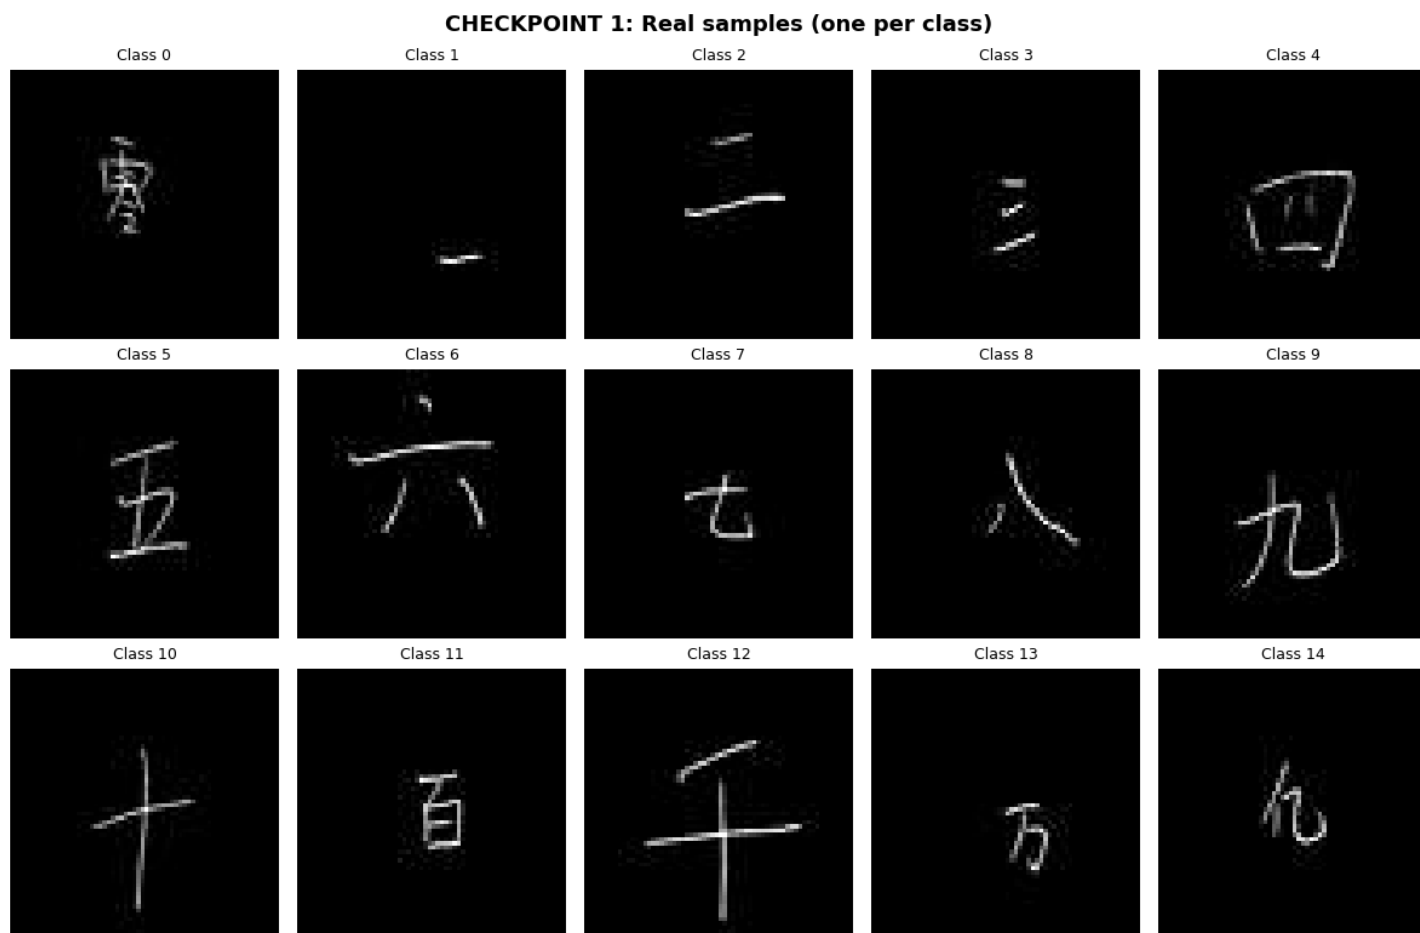 CHECKPOINT 1: Real samples (one per class)
Class 0 Class 1 Class 2 Class 3 Class 4
零 一 二 三 四
Class 5 Class 6 Class 7 Class 8 Class 9
五 六 七 八 九
Class 10 Class 11 Class 12 Class 13 Class 14
十 百 千 万 亿